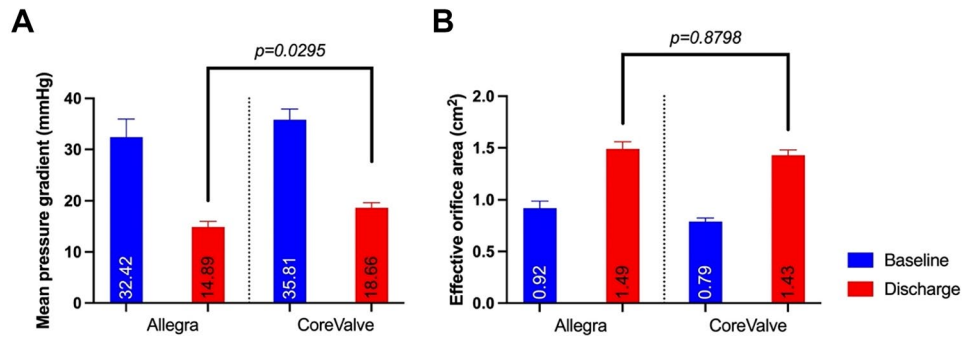 A
p=0.0295
Mean pressure gradient (mmHg)
40
30
20
10
0
32.42
14.89
35.81
18.66
Allegra
CoreValve
B
p=0.8798
Effective orifice area (cm²)
2.0
1.5
1.0
0.5
0.0
0.92
1.49
0.79
1.43
Allegra
CoreValve
Baseline
Discharge